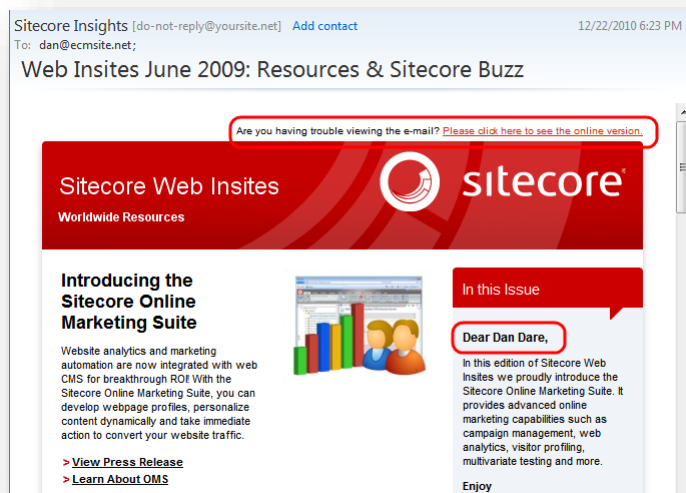 Sitecore Insights [do-not-reply@yoursite.net] Add contact 12/22/2010 6:23 PM
To: dan@ecmsite.net;
Web Insites June 2009: Resources & Sitecore Buzz
Are you having trouble viewing the e-mail? Please click here to see the online version.
Sitecore Web Insites
Worldwide Resources
sitecore
Introducing the
Sitecore Online
Marketing Suite
Website analytics and marketing
automation are now integrated with web
CMS for breakthrough ROI! With the
Sitecore Online Marketing Suite, you can
develop webpage profiles, personalize
content dynamically and take immediate
action to convert your website traffic.
> View Press Release
> Learn About OMS
In this Issue
Dear Dan Dare,
In this edition of Sitecore Web
Insites we proudly introduce the
Sitecore Online Marketing Suite. It
provides advanced online
marketing capabilities such as
campaign management, web
analytics, visitor profiling,
multivariate testing and more.
Enjoy